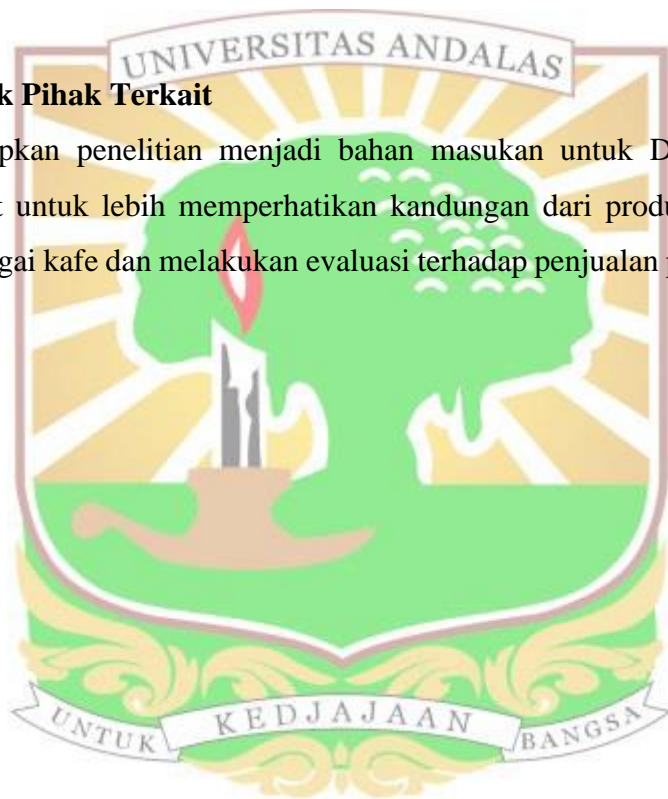 UNIVERSITAS ANDALAS
k Pihak Terkait
pkan penelitian menjadi bahan masukan untuk D
t untuk lebih memperhatikan kandungan dari produ
gai kafe dan melakukan evaluasi terhadap penjualan p
UNTUK KEDJAJAAN BANGSA